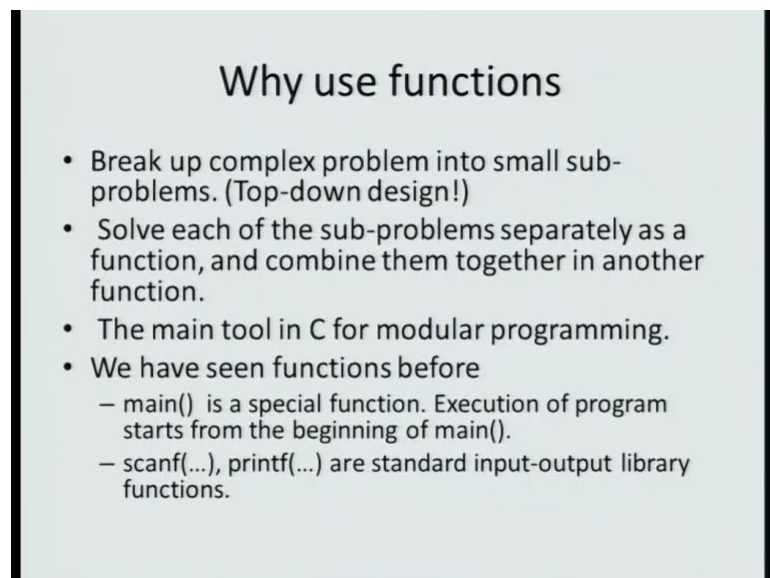 Why use functions
• Break up complex problem into small sub-
problems. (Top-down design!)
• Solve each of the sub-problems separately as a
function, and combine them together in another
function.
• The main tool in C for modular programming.
• We have seen functions before
– main() is a special function. Execution of program
starts from the beginning of main().
– scanf(...), printf(...) are standard input-output library
functions.